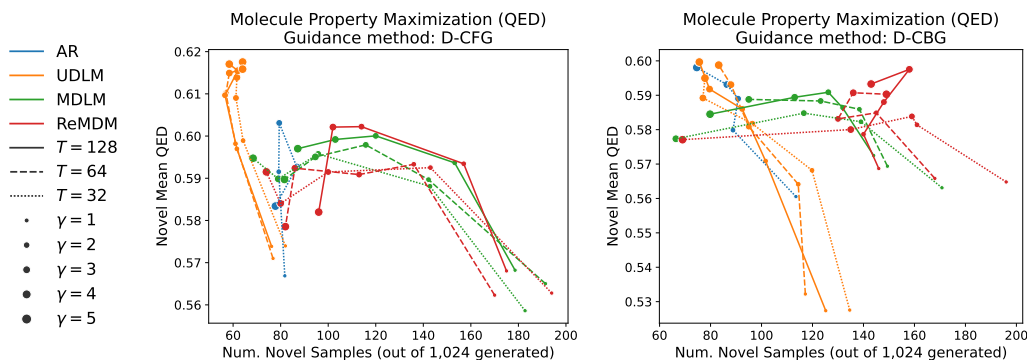 AR
UDLM
MDLM
ReMDM
T = 128
T = 64
T = 32
γ = 1
γ = 2
γ = 3
γ = 4
γ = 5
Molecule Property Maximization (QED)
Guidance method: D-CFG
Novel Mean QED
0.62
0.61
0.60
0.59
0.58
0.57
0.56
60 80 100 120 140 160 180 200
Num. Novel Samples (out of 1,024 generated)
Molecule Property Maximization (QED)
Guidance method: D-CBG
Novel Mean QED
0.60
0.59
0.58
0.57
0.56
0.55
0.54
0.53
60 80 100 120 140 160 180 200
Num. Novel Samples (out of 1,024 generated)